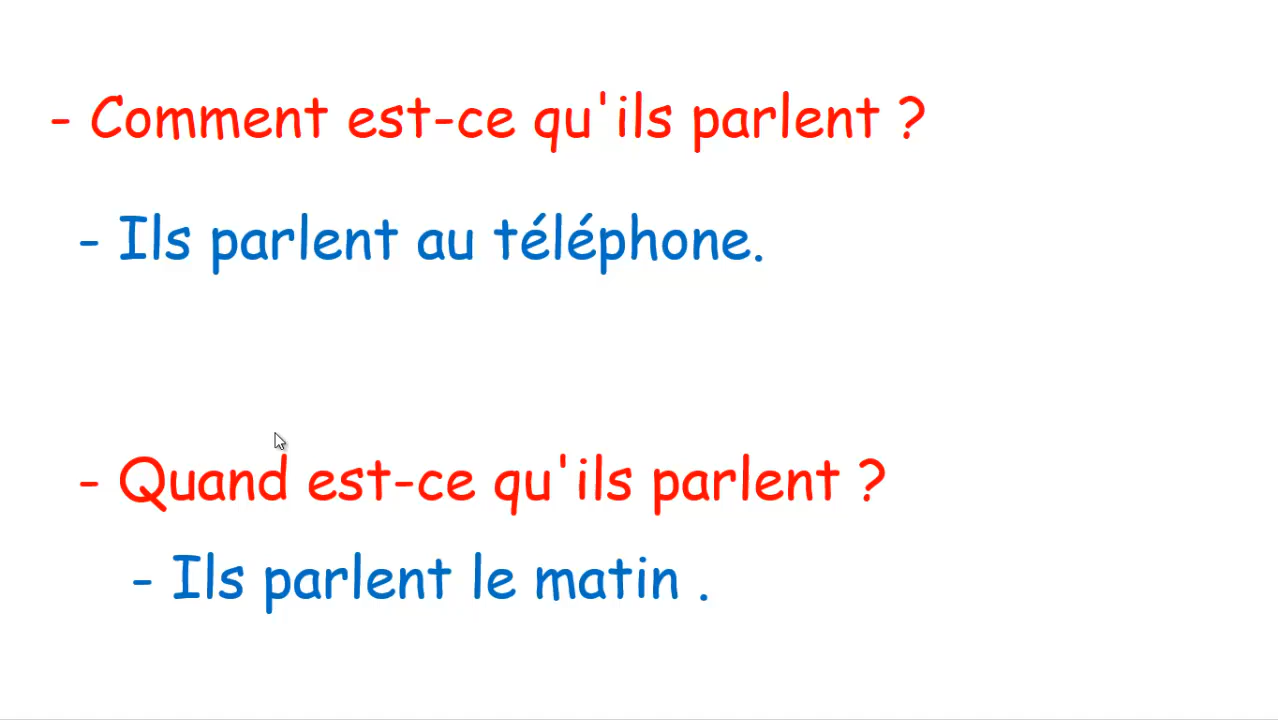 - Comment est-ce qu'ils parlent ?
- Ils parlent au téléphone.
- Quand est-ce qu'ils parlent ?
- Ils parlent le matin .